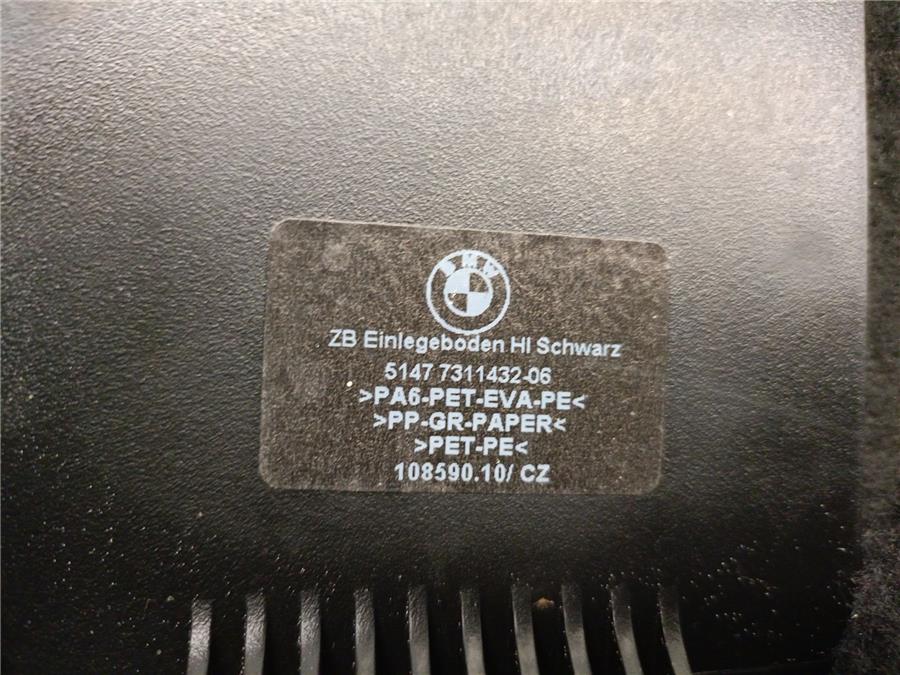 BMW
ZB Einlegeboden HI Schwarz
5147 7311432-06
>PA6-PET-EVA-PE<
>PP-GR-PAPER<
>PET-PE<
108590.10/ CZ